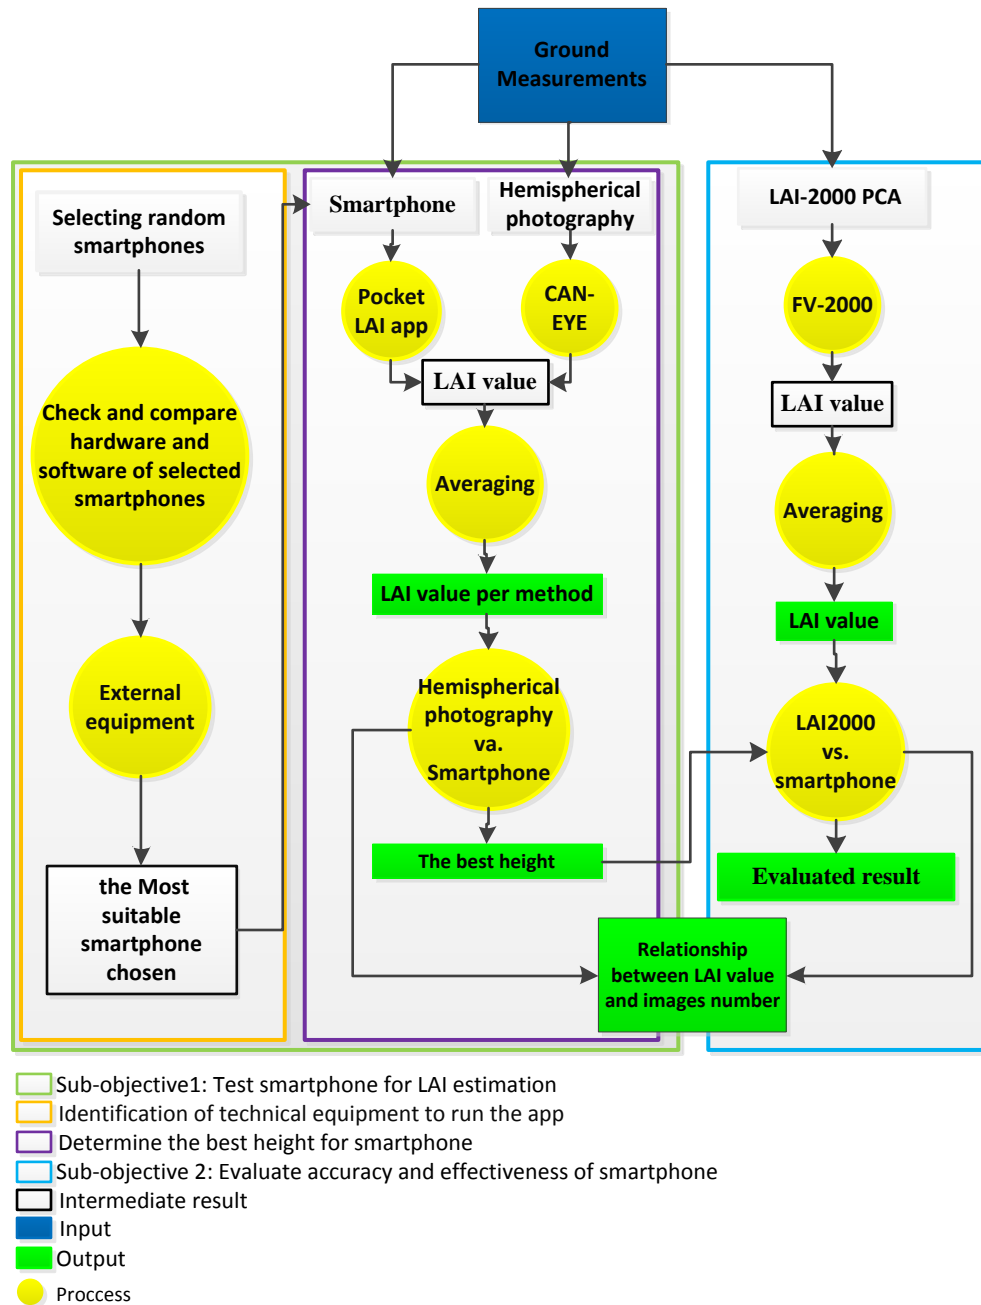 Ground
Measurements
Selecting random
smartphones
Check and compare
hardware and
software of selected
smartphones
External
equipment
the Most
suitable
smartphone
chosen
Smartphone
Hemispherical
photography
Pocket
LAI app
CAN-
EYE
LAI value
Averaging
LAI value per method
Hemispherical
photography
va.
Smartphone
The best height
LAI-2000 PCA
FV-2000
LAI value
Averaging
LAI value
LAI2000
vs.
smartphone
Evaluated result
Relationship
between LAI value
and images number
Sub-objective1: Test smartphone for LAI estimation
Identification of technical equipment to run the app
Determine the best height for smartphone
Sub-objective 2: Evaluate accuracy and effectiveness of smartphone
Intermediate result
Input
Output
Proccess